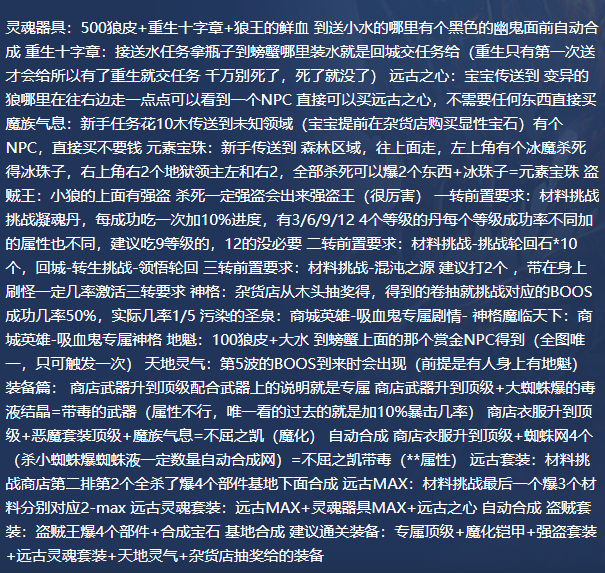 灵魂器具：500狼皮+重生十字章+狼王的鲜血 到送小水的哪里有个黑色的幽鬼面前自动合
成 重生十字章：接送水任务拿瓶子到螃蟹哪里装水就是回城交任务给（重生只有第一次送
才会给所以有了重生就交任务 千万别死了，死了就没了） 远古之心：宝宝传送到 变异的
狼哪里在往右边走一点点可以看到一个NPC 直接可以买远古之心，不需要任何东西直接买
魔族气息：新手任务花10木传送到未知领域（宝宝提前在杂货店购买显性宝石）有个
NPC，直接买不要钱 元素宝珠：新手传送到 森林区域，往上面走，左上角有个冰魔杀死
得冰珠子，右上角右2个地狱领主左和右2，全部杀死可以爆2个东西+冰珠子=元素宝珠 盗
贼王：小狼的上面有强盗 杀死一定强盗会出来强盗王（很厉害） 一转前置要求：材料挑战
挑战凝魂丹，每成功吃一次加10%进度，有3/6/9/12 4个等级的丹每个等级成功率不同加
的属性也不同，建议吃9等级的，12的没必要 二转前置要求：材料挑战-挑战轮回石*10
个，回城-转生挑战-领悟轮回 三转前置要求：材料挑战-混沌之源 建议打2个 ，带在身上
刷怪一定几率激活三转要求 神格：杂货店从木头抽奖得，得到的卷抽就挑战对应的BOOS
成功几率50%，实际几率1/5 污染的圣泉：商城英雄-吸血鬼专属剧情- 神格魔临天下：商
城英雄-吸血鬼专属神格 地魁：100狼皮+大水 到螃蟹上面的那个赏金NPC得到（全图唯
一，只可触发一次） 天地灵气：第5波的BOOS到来时会出现（前提是有人身上有地魁）
装备篇： 商店武器升到顶级配合武器上的说明就是专属 商店武器升到顶级+大蜘蛛爆的毒
液结晶=带毒的武器（属性不行，唯一看的过去的就是加10%暴击几率） 商店衣服升到顶
级+恶魔套装顶级+魔族气息=不屈之凯（魔化） 自动合成 商店衣服升到顶级+蜘蛛网4个
（杀小蜘蛛爆蜘蛛液一定数量自动合成网）=不屈之凯带毒（**属性） 远古套装：材料挑
战商店第二排第2个全杀了爆4个部件基地下面合成 远古MAX：材料挑战最后一个爆3个材
料分别对应2-max 远古灵魂套装：远古MAX+灵魂器具MAX+远古之心 自动合成 盗贼套
装：盗贼王爆4个部件+合成宝石 基地合成 建议通关装备：专属顶级+魔化铠甲+强盗套装
+远古灵魂套装+天地灵气+杂货店抽奖给的装备